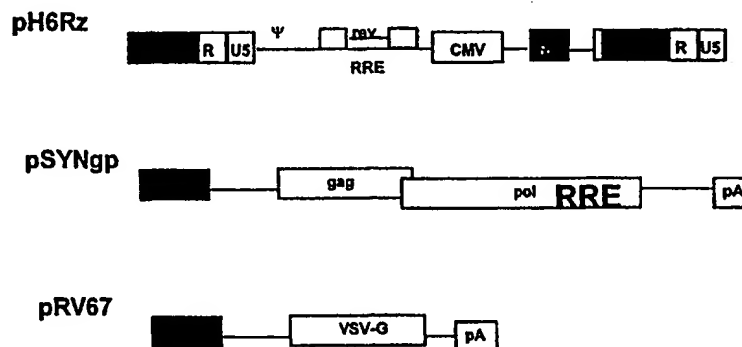 pH6Rz
Ψ
rev
R U5 RRE CMV R U5
pSYNgp
gag
pol RRE pA
pRV67
VSV-G pA